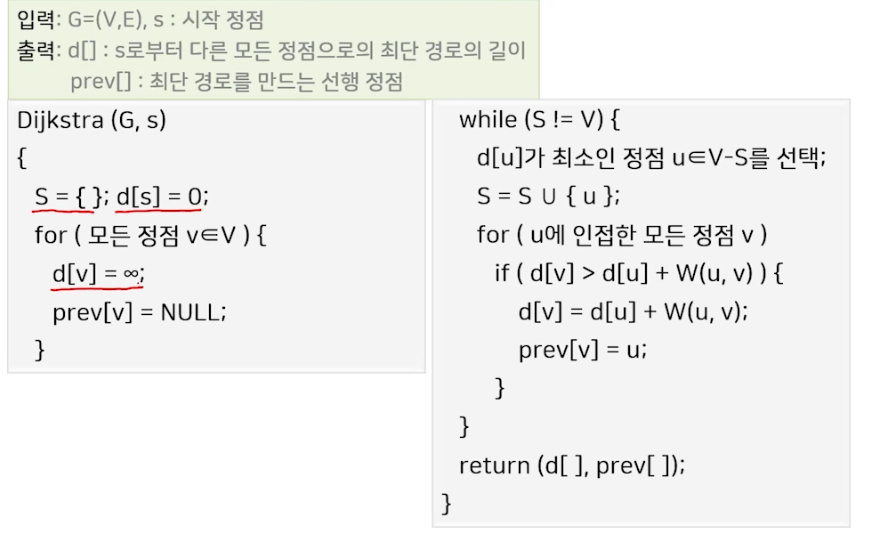 입력: G=(V,E), s : 시작 정점
출력: d[] : s로부터 다른 모든 정점으로의 최단 경로의 길이
prev[] : 최단 경로를 만드는 선행 정점
Dijkstra (G, s)
{
S = { }; d[s] = 0;
for ( 모든 정점 v∈V ) {
d[v] = ∞;
prev[v] = NULL;
}
while (S != V) {
d[u]가 최소인 정점 u∈V-S를 선택;
S = S ∪ { u };
for ( u에 인접한 모든 정점 v )
if ( d[v] > d[u] + W(u, v) ) {
d[v] = d[u] + W(u, v);
prev[v] = u;
}
}
return (d[ ], prev[ ]);
}